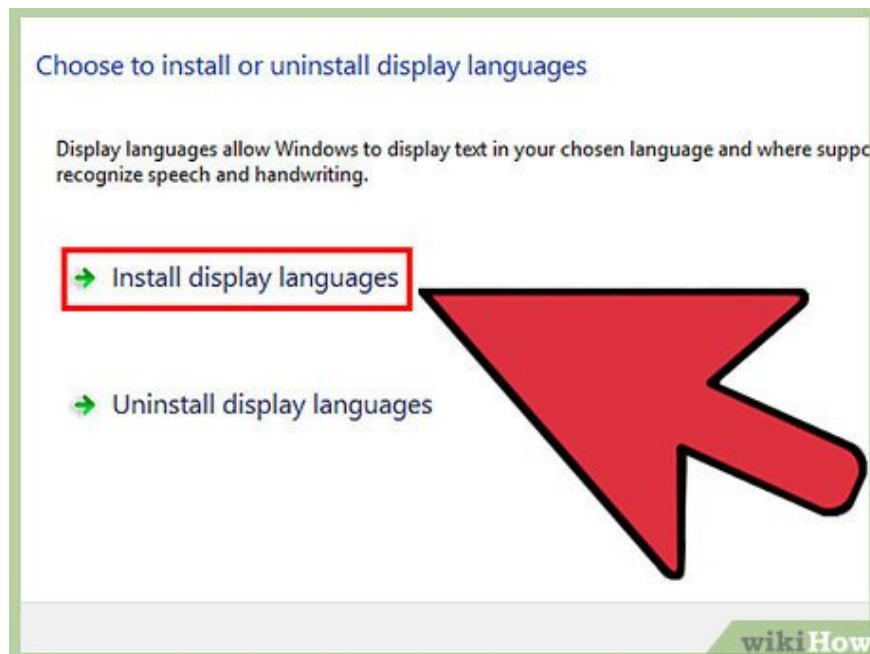 Choose to install or uninstall display languages
Display languages allow Windows to display text in your chosen language and where
recognize speech and handwriting.
Install display languages
Uninstall display languages
wikiHow